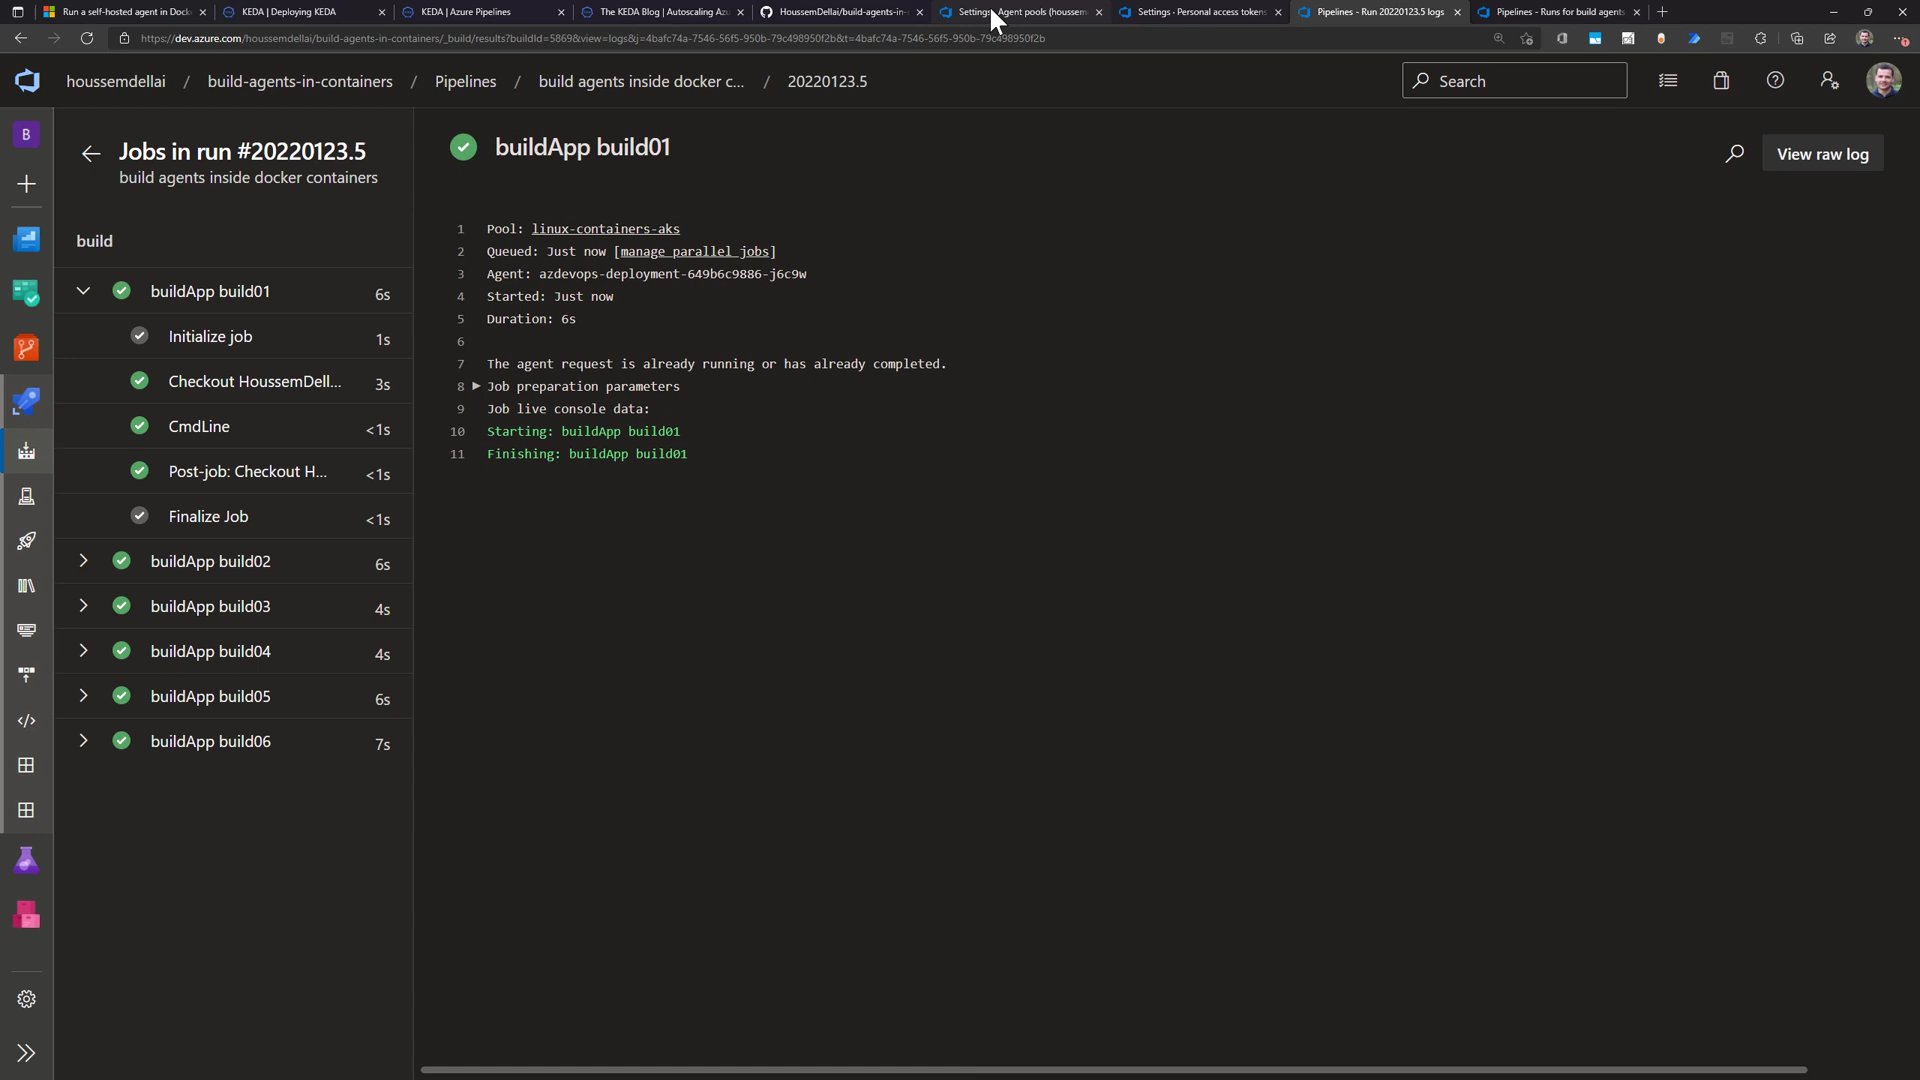 Run a self-hosted agent in Dock
KEDA | Deploying KEDA
KEDA | Azure Pipelines
The KEDA Blog | Autoscaling Azu
HoussemDellai/build-agents-in-
Settings · Agent pools (houssem
Settings · Personal access tokens
Pipelines - Run 20220123.5 logs
Pipelines - Runs for build agents
https://dev.azure.com/houssemdellai/build-agents-in-containers/_build/results?buildId=5869&view=logs&j=4bafc74a-7546-56f5-950b-79c498950f2b&t=4bafc74a-7546-56f5-950b-79c498950f2b
houssemdellai / build-agents-in-containers / Pipelines / build agents inside docker c... / 20220123.5
Search
B
Jobs in run #20220123.5
build agents inside docker containers
build
buildApp build01 6s
Initialize job 1s
Checkout HoussemDell... 3s
CmdLine <1s
Post-job: Checkout H... <1s
Finalize Job <1s
buildApp build02 6s
buildApp build03 4s
buildApp build04 4s
buildApp build05 6s
buildApp build06 7s
buildApp build01
View raw log
1 Pool: linux-containers-aks
2 Queued: Just now [manage parallel jobs]
3 Agent: azdevops-deployment-649b6c9886-j6c9w
4 Started: Just now
5 Duration: 6s
6
7 The agent request is already running or has already completed.
8 Job preparation parameters
9 Job live console data:
10 Starting: buildApp build01
11 Finishing: buildApp build01